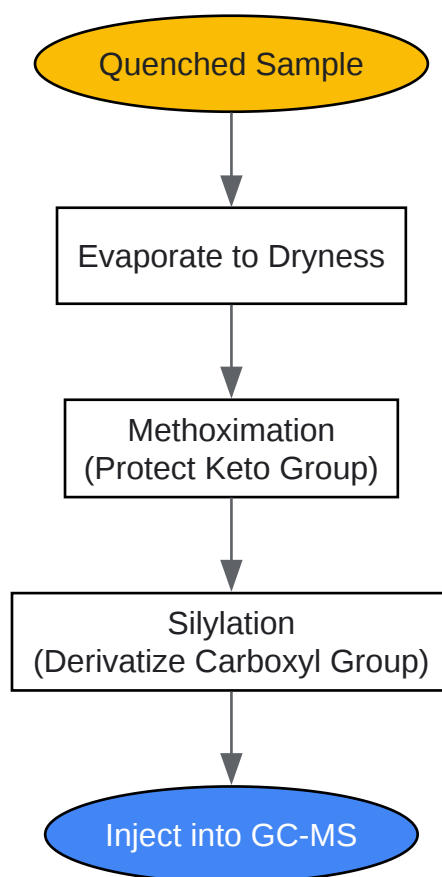 Quenched Sample
Evaporate to Dryness
Methoximation
(Protect Keto Group)
Silylation
(Derivatize Carboxyl Group)
Inject into GC-MS